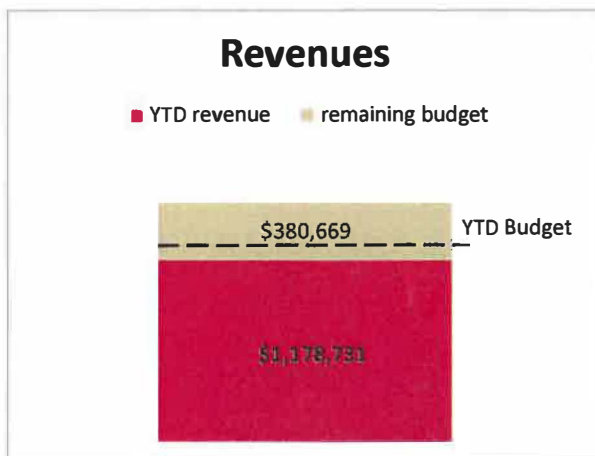 Revenues
YTD revenue remaining budget
$380,669
YTD Budget
$1,178,731